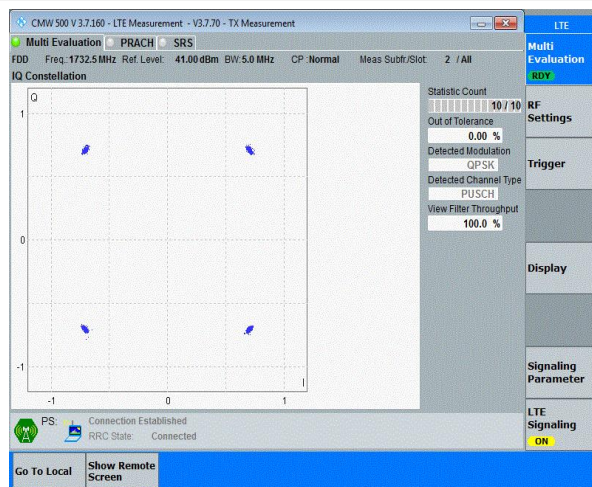 CMW 500 V 3.7.160 - LTE Measurement - V3.7.70 - TX Measurement
LTE
Multi Evaluation PRACH SRS
FDD Freq.:1732.5 MHz Ref. Level: 41.00 dBm BW:5.0 MHz CP :Normal Meas Subfr./Slot: 2 / All
IQ Constellation
Q
1
0
-1
-1 0 1
I
Statistic Count
10 / 10
Out of Tolerance
0.00 %
Detected Modulation
QPSK
Detected Channel Type
PUSCH
View Filter Throughput
100.0 %
Multi
Evaluation
RDY
RF
Settings
Trigger
Display
Signaling
Parameter
LTE
Signaling
ON
PS: Connection Established
RRC State: Connected
Go To Local
Show Remote
Screen